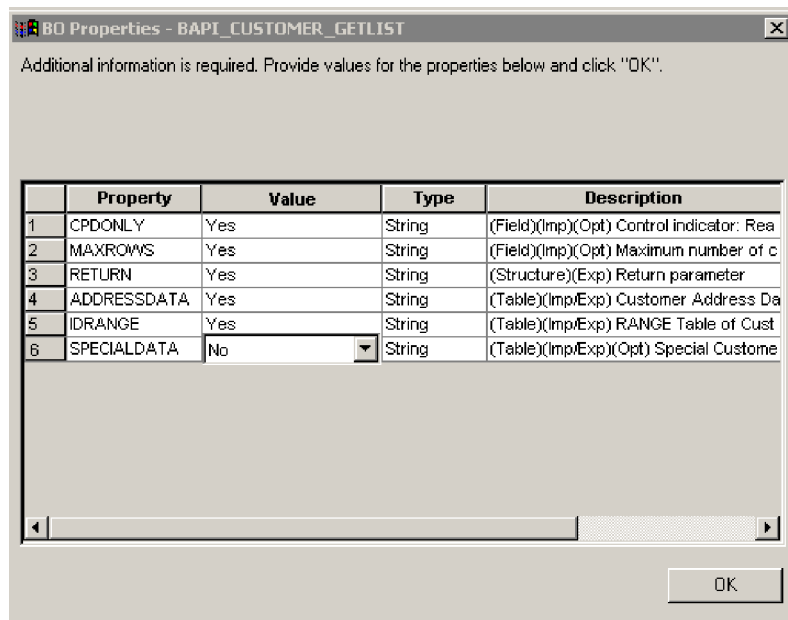 BO Properties - BAPI_CUSTOMER_GETLIST
Additional information is required. Provide values for the properties below and click "OK".
Property Value Type Description
1 CPDONLY Yes String (Field)(Imp)(Opt) Control indicator: Rea
2 MAXROWS Yes String (Field)(Imp)(Opt) Maximum number of c
3 RETURN Yes String (Structure)(Exp) Return parameter
4 ADDRESSDATA Yes String (Table)(Imp/Exp) Customer Address Da
5 IDRANGE Yes String (Table)(Imp/Exp) RANGE Table of Cust
6 SPECIALDATA No String (Table)(Imp/Exp)(Opt) Special Custome
OK